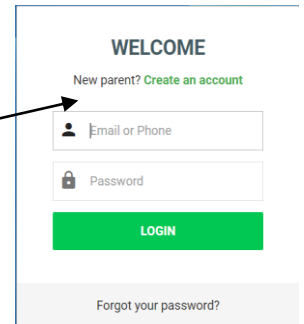 WELCOME
New parent? Create an account
Email or Phone
Password
LOGIN
Forgot your password?